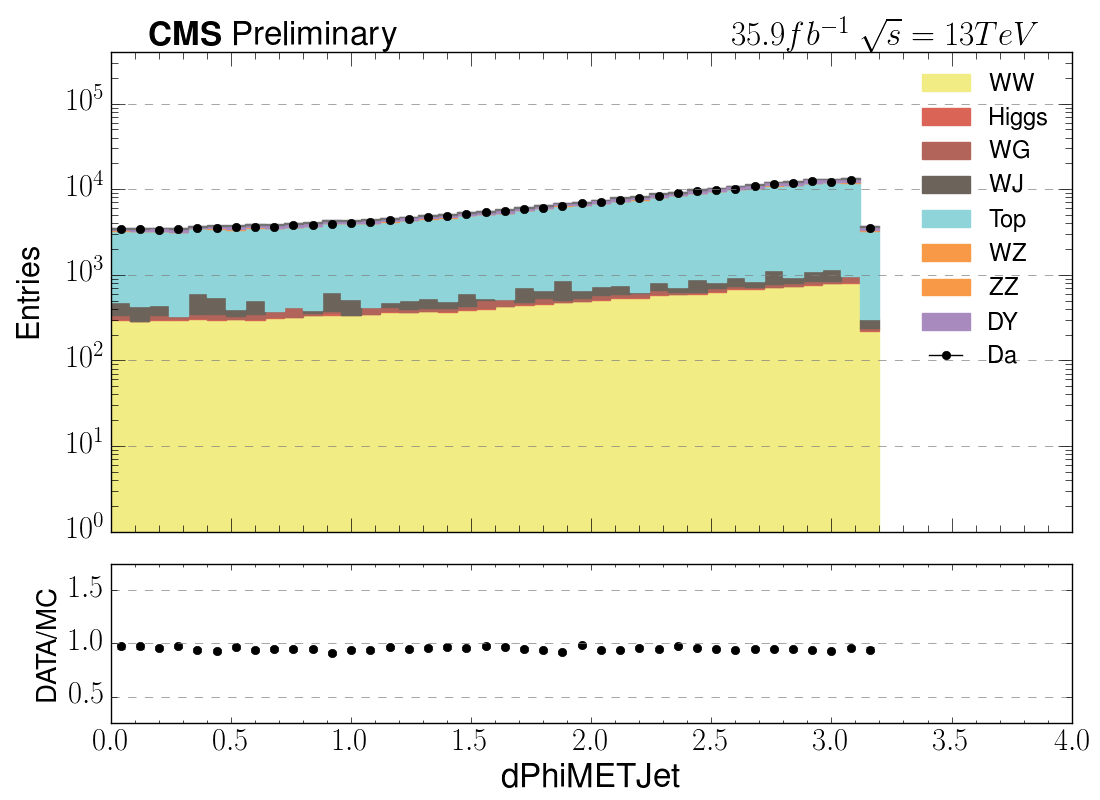 CMS Preliminary 35.9fb⁻¹ √s = 13TeV
Entries
10⁵
10⁴
10³
10²
10¹
10⁰
WW
Higgs
WG
WJ
Top
WZ
ZZ
DY
Da
DATA/MC
1.5
1.0
0.5
0.0 0.5 1.0 1.5 2.0 2.5 3.0 3.5 4.0
dPhiMETJet